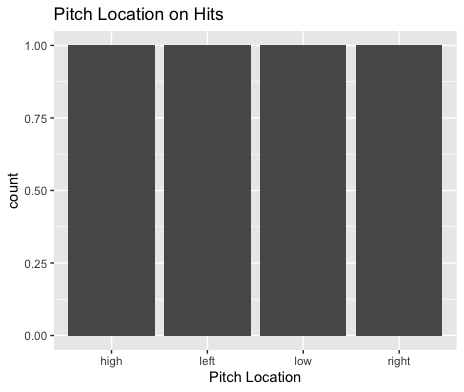 Pitch Location on Hits
1.00
0.75
0.50
0.25
0.00
count
high left low right
Pitch Location